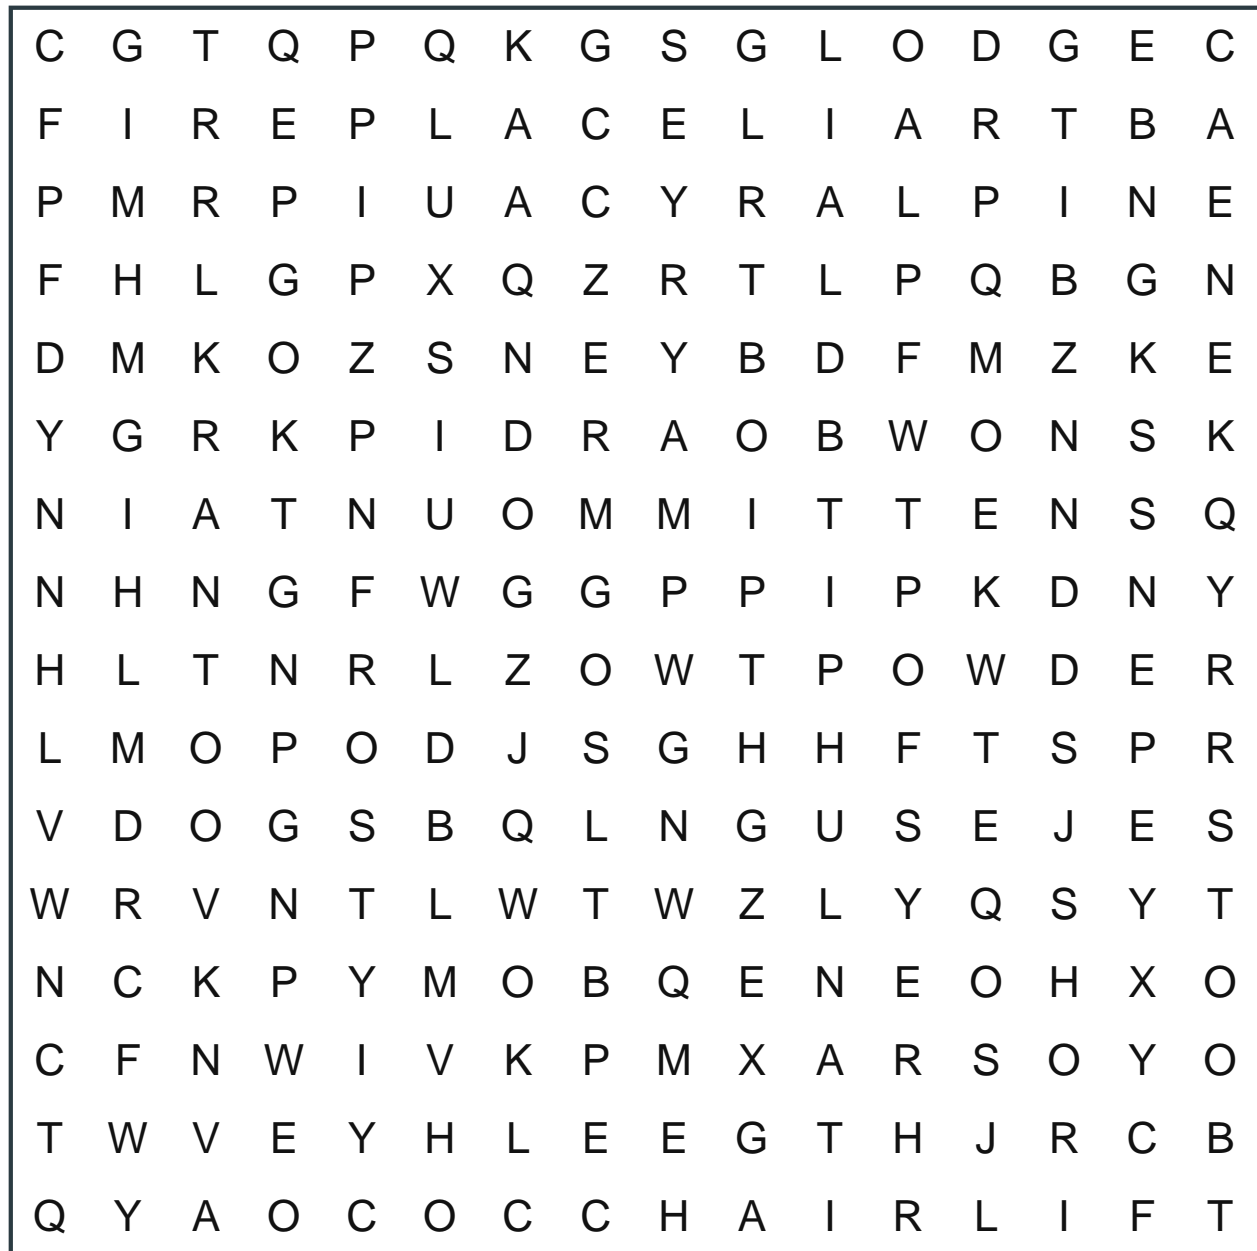 C G T Q P Q K G S G L O D G E C
F I R E P L A C E L I A R T B A
P M R P I U A C Y R A L P I N E
F H L G P X Q Z R T L P Q B G N
D M K O Z S N E Y B D F M Z K E
Y G R K P I D R A O B W O N S K
N I A T N U O M M I T T E N S Q
N H N G F W G G P P I P K D N Y
H L T N R L Z O W T P O W D E R
L M O P O D J S G H H F T S P R
V D O G S B Q L N G U S E J E S
W R V N T L W T W Z L Y Q S Y T
N C K P Y M O B Q E N E O H X O
C F N W I V K P M X A R S O Y O
T W V E Y H L E E G T H J R C B
Q Y A O C O C C H A I R L I F T